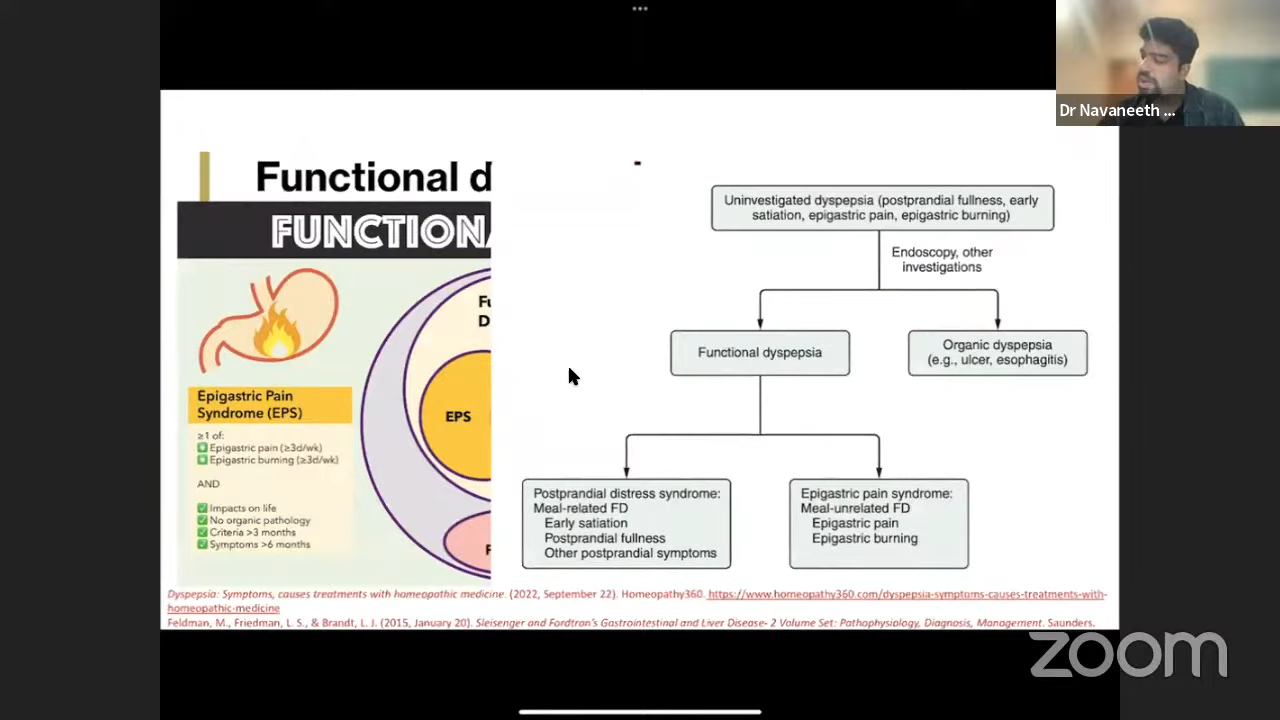 Dr Navaneeth ...
Functional d
FUNCTIONA
Epigastric Pain
Syndrome (EPS)
≥1 of:
Epigastric pain (≥3d/wk)
Epigastric burning (≥3d/wk)
AND
Impacts on life
No organic pathology
Criteria >3 months
Symptoms >6 months
Fu
D
EPS
F
Uninvestigated dyspepsia (postprandial fullness, early
satiation, epigastric pain, epigastric burning)
Endoscopy, other
investigations
Functional dyspepsia
Organic dyspepsia
(e.g., ulcer, esophagitis)
Postprandial distress syndrome:
Meal-related FD
Early satiation
Postprandial fullness
Other postprandial symptoms
Epigastric pain syndrome:
Meal-unrelated FD
Epigastric pain
Epigastric burning
Dyspepsia: Symptoms, causes treatments with homeopathic medicine. (2022, September 22). Homeopathy360. https://www.homeopathy360.com/dyspepsia-symptoms-causes-treatments-with-
homeopathic-medicine
Feldman, M., Friedman, L. S., & Brandt, L. J. (2015, January 20). Sleisenger and Fordtran's Gastrointestinal and Liver Disease- 2 Volume Set: Pathophysiology, Diagnosis, Management. Saunders.
zoom